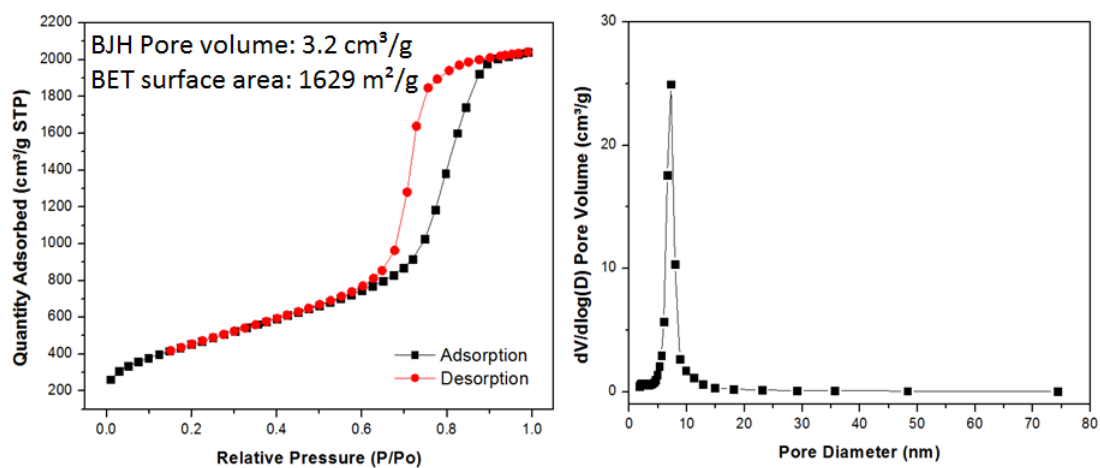 BJH Pore volume: 3.2 cm³/g
BET surface area: 1629 m²/g
Quantity Adsorbed (cm³/g STP)
2200
2000
1800
1600
1400
1200
1000
800
600
400
200
Adsorption
Desorption
0.0 0.2 0.4 0.6 0.8 1.0
Relative Pressure (P/Po)
dV/dlog(D) Pore Volume (cm³/g)
30
20
10
0
0 10 20 30 40 50 60 70 80
Pore Diameter (nm)